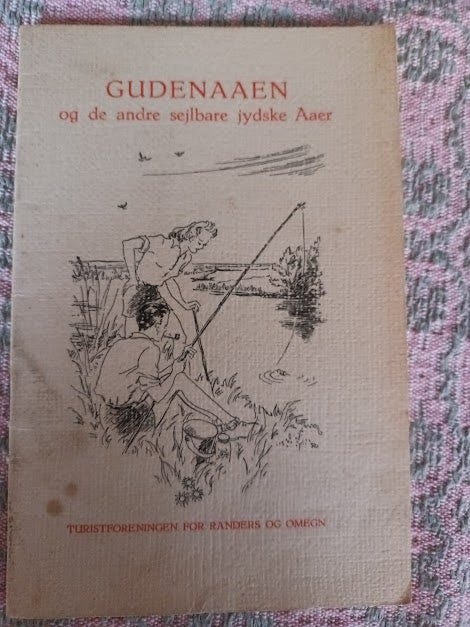 GUDENAAEN
og de andre sejlbare jydske Aaer
TURISTFORENINGEN FOR RANDERS OG OMEGN